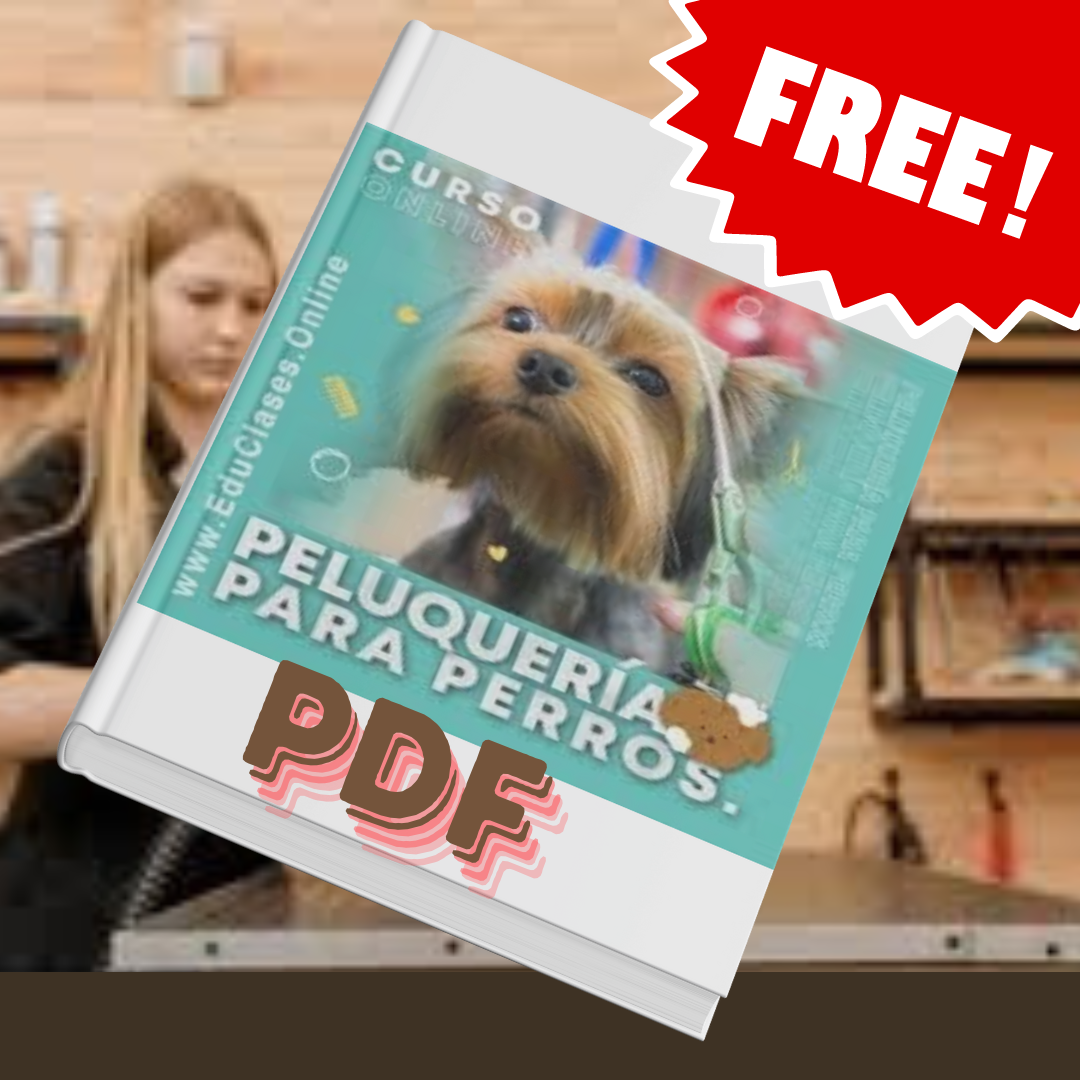 FREE!
CURSO
ONLINE
www.EduClases.Online
PELUQUERÍA
PARA PERROS.
PDF